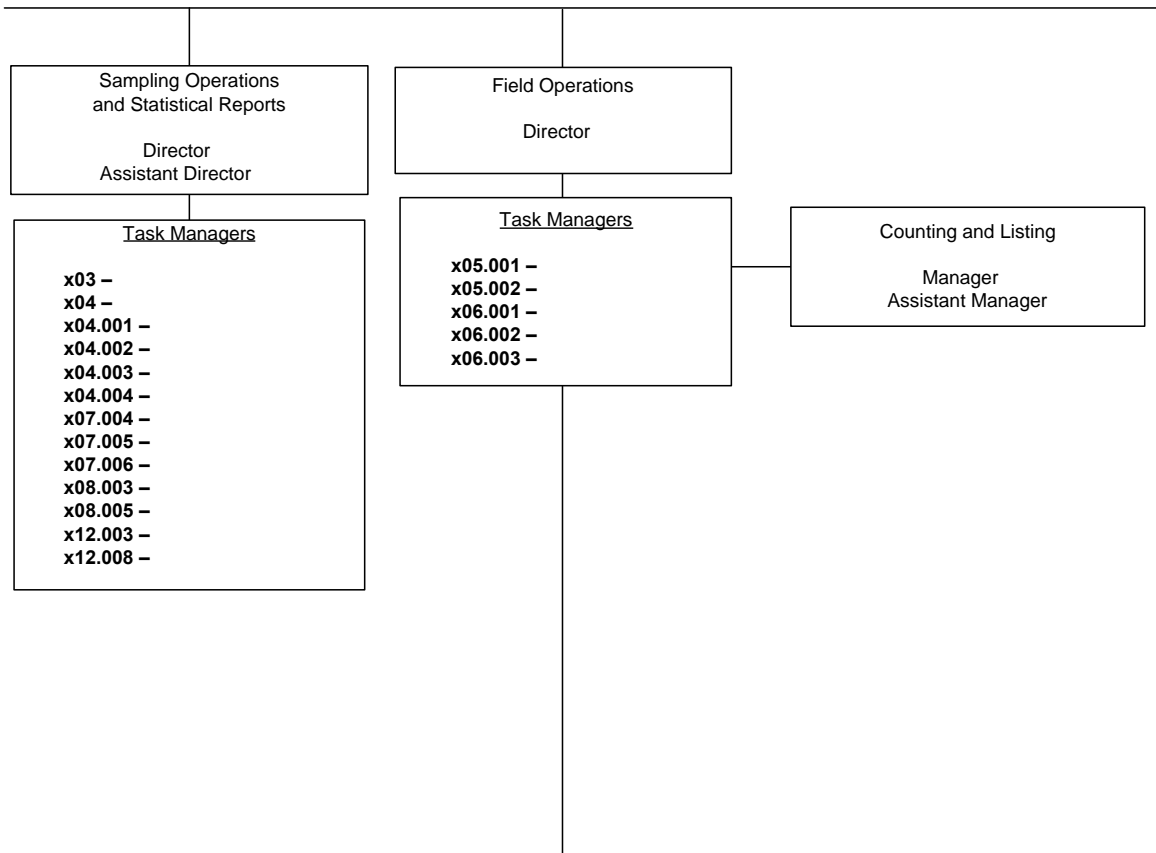 Sampling Operations
and Statistical Reports
Director
Assistant Director
Task Managers
x03 –
x04 –
x04.001 –
x04.002 –
x04.003 –
x04.004 –
x07.004 –
x07.005 –
x07.006 –
x08.003 –
x08.005 –
x12.003 –
x12.008 –
Field Operations
Director
Task Managers
x05.001 –
x05.002 –
x06.001 –
x06.002 –
x06.003 –
Counting and Listing
Manager
Assistant Manager